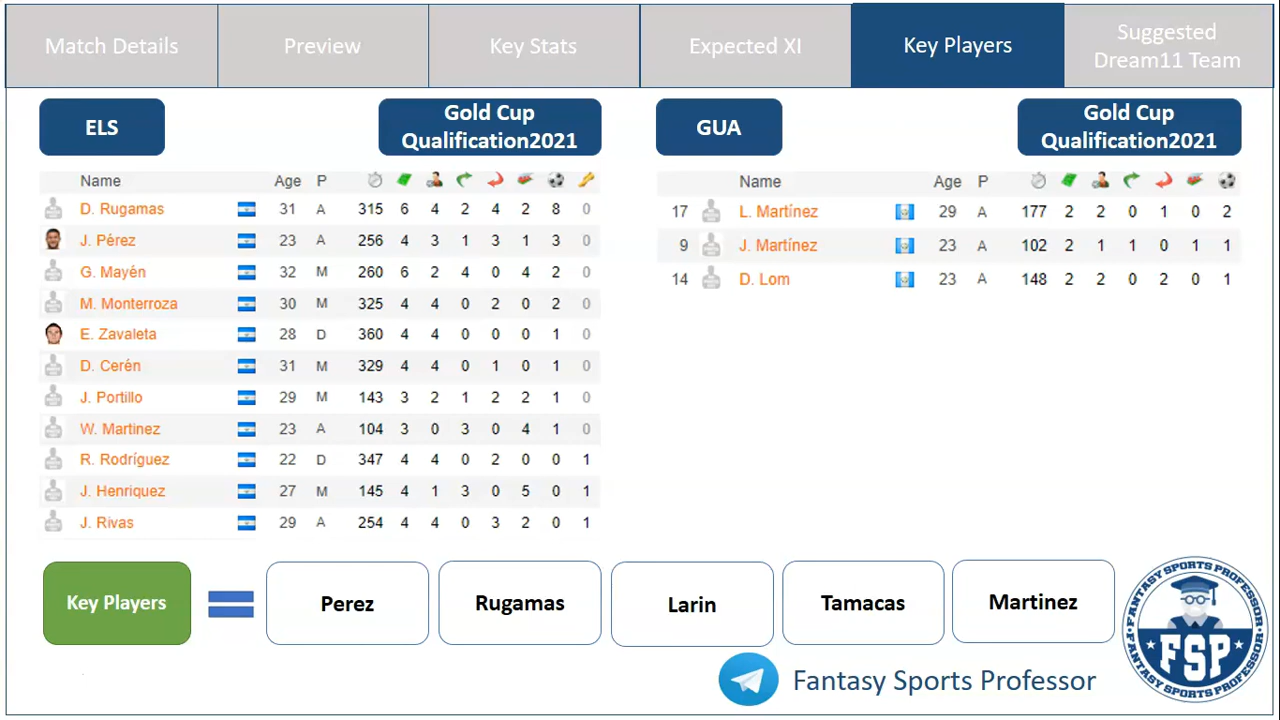 Match Details
Preview
Key Stats
Expected XI
Key Players
Suggested
Dream11 Team
ELS
Gold Cup
Qualification2021
Name Age P
D. Rugamas 31 A 315 6 4 2 4 2 8 0
J. Pérez 23 A 256 4 3 1 3 1 3 0
G. Mayén 32 M 260 6 2 4 0 4 2 0
M. Monterroza 30 M 325 4 4 0 2 0 2 0
E. Zavaleta 28 D 360 4 4 0 0 0 1 0
D. Cerén 31 M 329 4 4 0 1 0 1 0
J. Portillo 29 M 143 3 2 1 2 2 1 0
W. Martinez 23 A 104 3 0 3 0 4 1 0
R. Rodríguez 22 D 347 4 4 0 2 0 0 1
J. Henriquez 27 M 145 4 1 3 0 5 0 1
J. Rivas 29 A 254 4 4 0 3 2 0 1
GUA
Gold Cup
Qualification2021
Name Age P
17 L. Martínez 29 A 177 2 2 0 1 0 2
9 J. Martínez 23 A 102 2 1 1 0 1 1
14 D. Lom 23 A 148 2 2 0 2 0 1
Key Players
Perez
Rugamas
Larin
Tamacas
Martinez
Fantasy Sports Professor
FANTASY SPORTS PROFESSOR
FSP
FANTASY SPORTS PROFESSOR